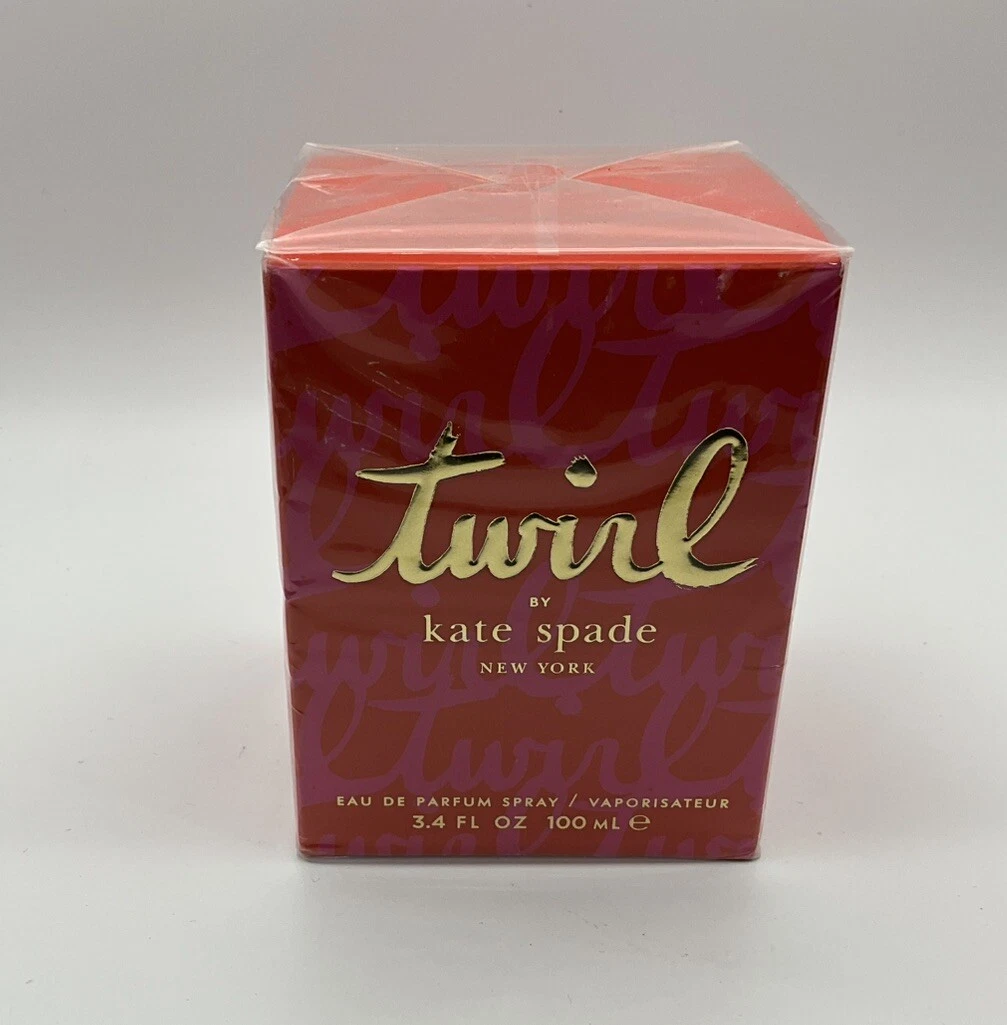 twirl
BY
kate spade
NEW YORK
EAU DE PARFUM SPRAY / VAPORISATEUR
3.4 FL OZ 100 ML ℮